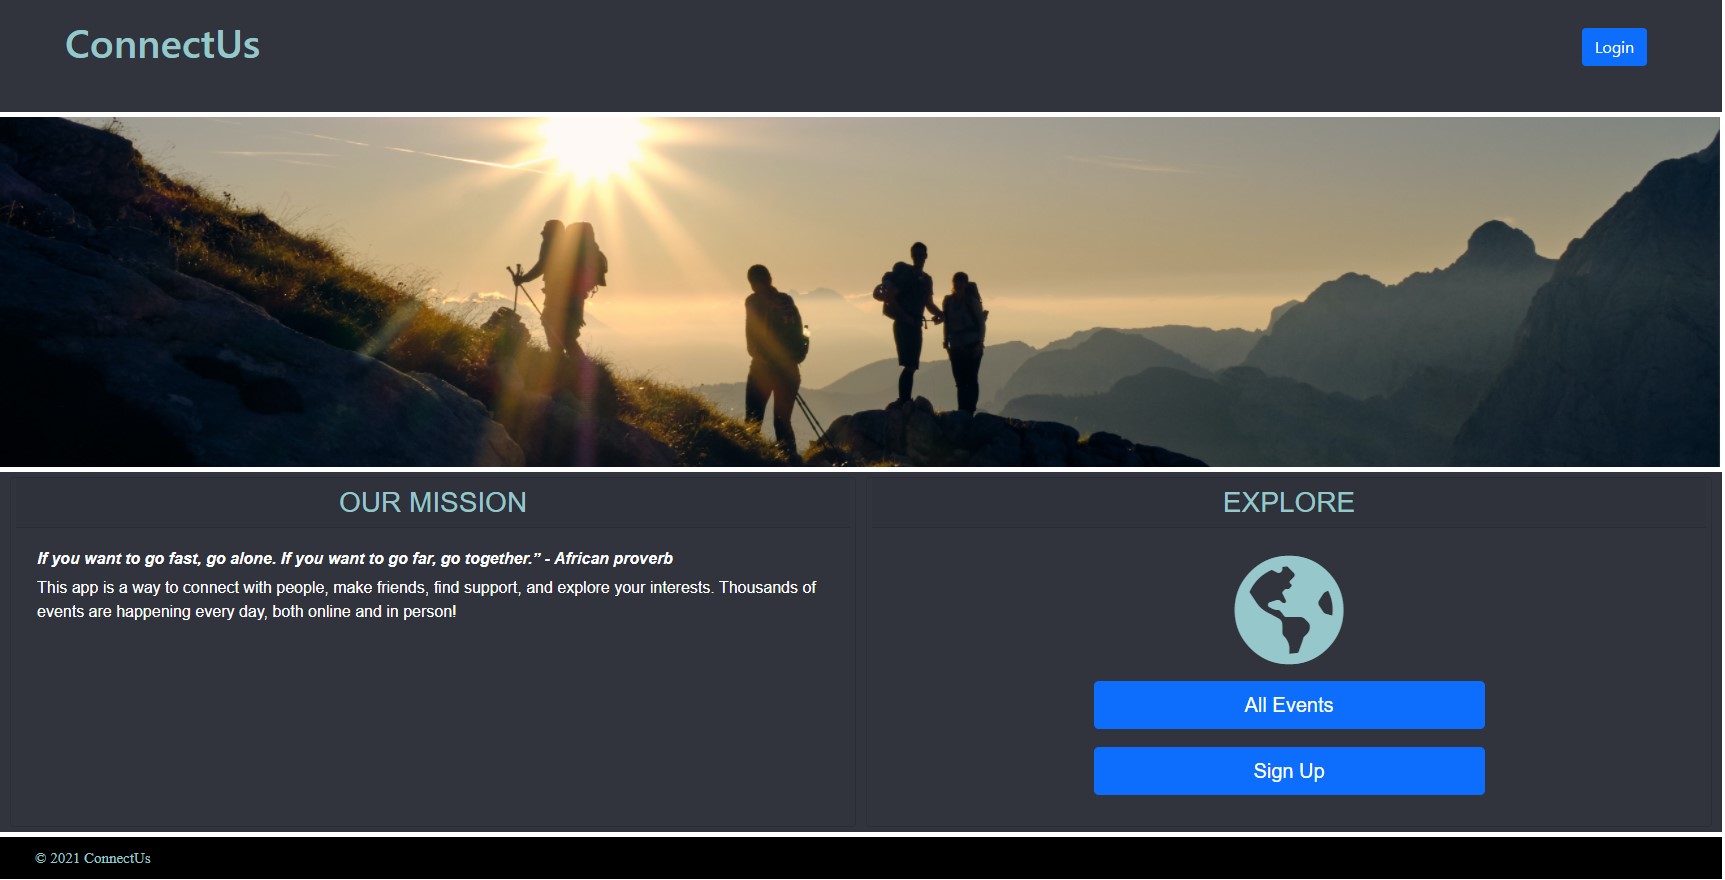 ConnectUs
Login
OUR MISSION
If you want to go fast, go alone. If you want to go far, go together.” - African proverb
This app is a way to connect with people, make friends, find support, and explore your interests. Thousands of
events are happening every day, both online and in person!
EXPLORE
All Events
Sign Up
© 2021 ConnectUs